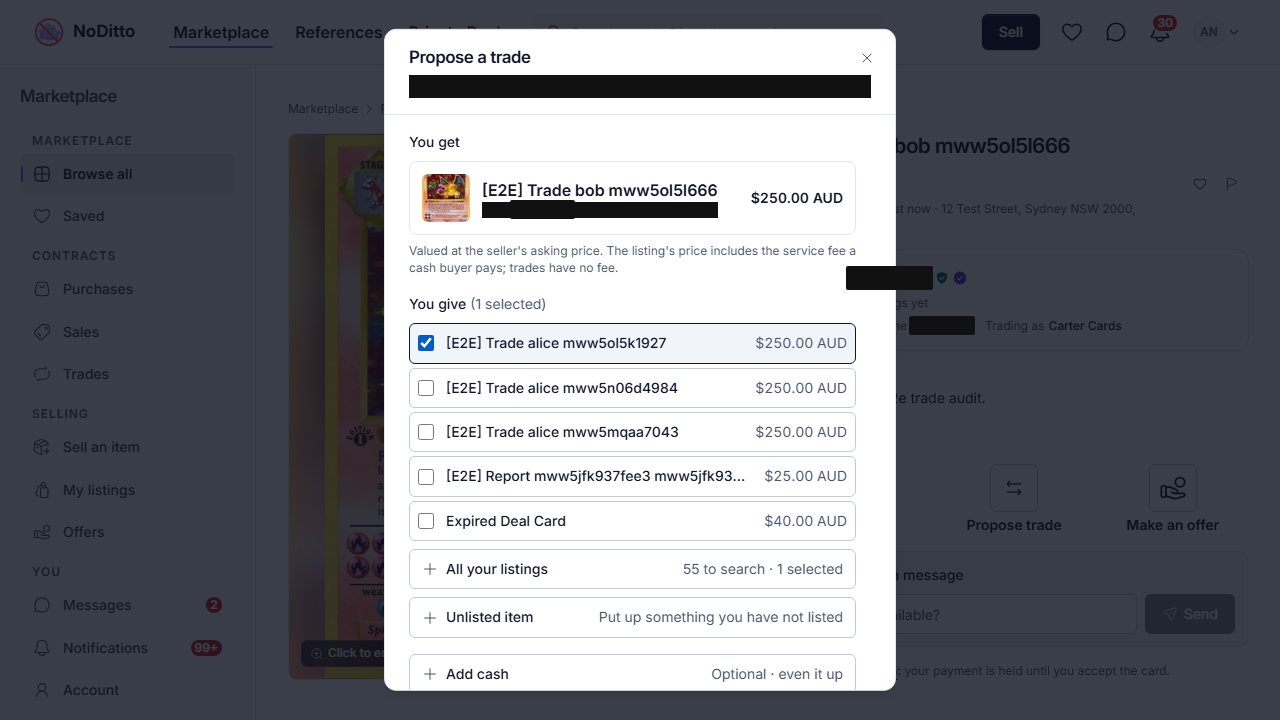 NoDitto
Marketplace
References
Sell
30
AN
Propose a trade
Marketplace
Marketplace
MARKETPLACE
Browse all
Saved
CONTRACTS
Purchases
Sales
Trades
SELLING
Sell an item
My listings
Offers
YOU
Messages
2
Notifications
99+
Account
You get
[E2E] Trade bob mww5ol5l666
$250.00 AUD
Valued at the seller's asking price. The listing's price includes the service fee a
cash buyer pays; trades have no fee.
You give (1 selected)
[E2E] Trade alice mww5ol5k1927
$250.00 AUD
[E2E] Trade alice mww5n06d4984
$250.00 AUD
[E2E] Trade alice mww5mqaa7043
$250.00 AUD
[E2E] Report mww5jfk937fee3 mww5jfk93...
$25.00 AUD
Expired Deal Card
$40.00 AUD
All your listings
55 to search · 1 selected
Unlisted item
Put up something you have not listed
Add cash
Optional · even it up
bob mww5ol5l666
st now · 12 Test Street, Sydney NSW 2000,
gs yet
Trading as Carter Cards
trade audit.
Propose trade
Make an offer
a message
ilable?
Send
your payment is held until you accept the card.
Click to